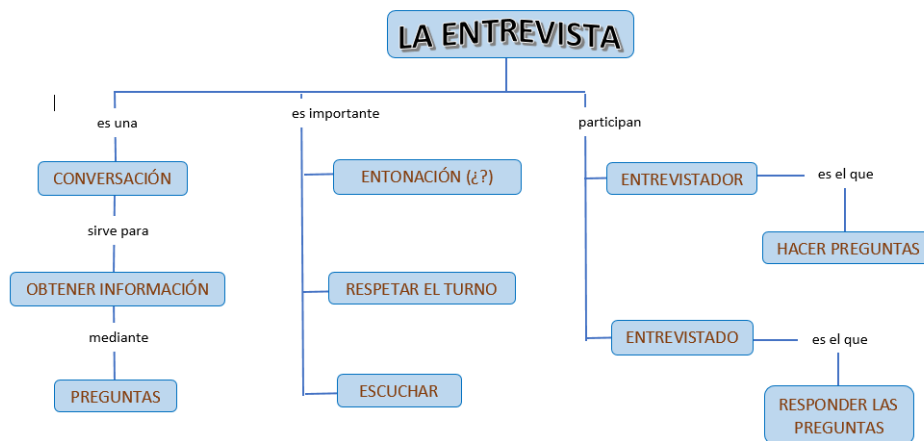 LA ENTREVISTA
es una
CONVERSACIÓN
sirve para
OBTENER INFORMACIÓN
mediante
PREGUNTAS
es importante
ENTONACIÓN (¿?)
RESPETAR EL TURNO
ESCUCHAR
participan
ENTREVISTADOR
es el que
HACER PREGUNTAS
ENTREVISTADO
es el que
RESPONDER LAS
PREGUNTAS